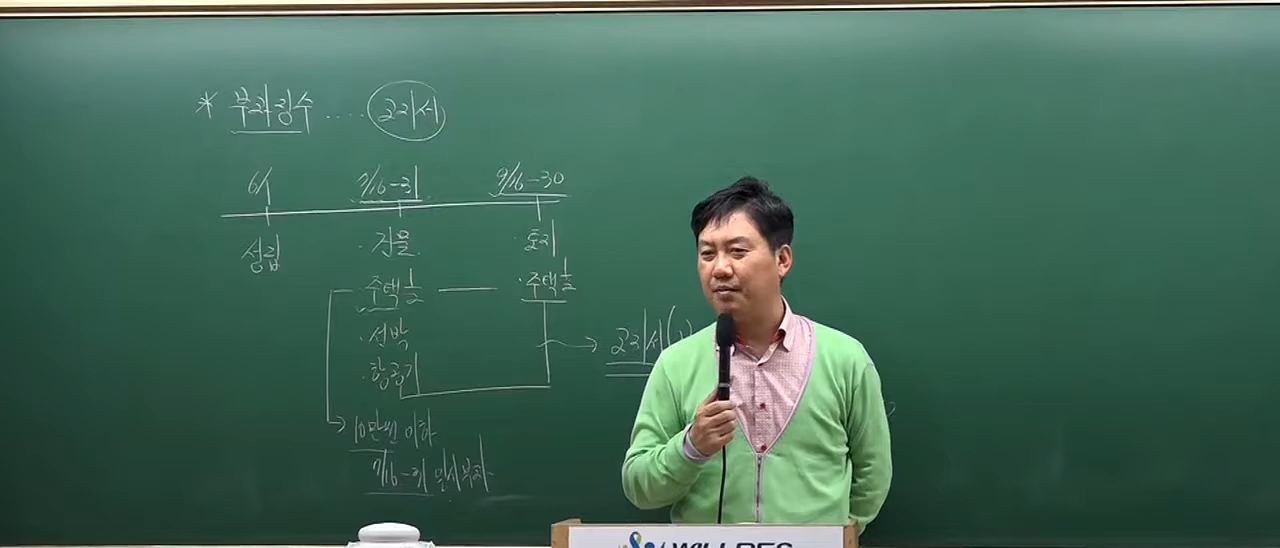 * 부과징수 .... 고지서
6/1 7/16-31 9/16-30
성립 ·건물 ·토지
·주택 1/2 ·주택 1/2
·선박 고지서(1)
·항공기
10만원 이하
7/16-31 일시부과
WILLBES